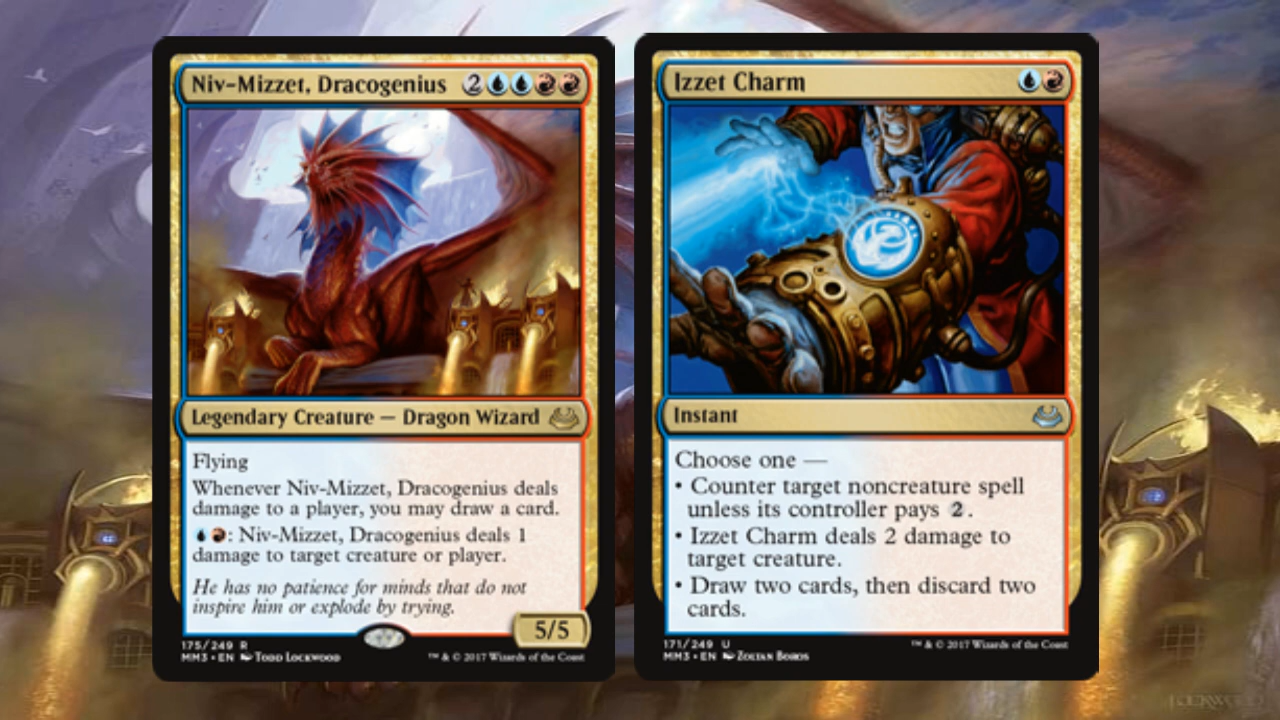 Niv-Mizzet, Dracogenius 2
Legendary Creature — Dragon Wizard
Flying
Whenever Niv-Mizzet, Dracogenius deals
damage to a player, you may draw a card.
: Niv-Mizzet, Dracogenius deals 1
damage to target creature or player.
He has no patience for minds that do not
inspire him or explode by trying.
5/5
175/249 R
MM3 • EN Todd Lockwood
™ & © 2017 Wizards of the Coast
Izzet Charm
Instant
Choose one —
• Counter target noncreature spell
unless its controller pays 2.
• Izzet Charm deals 2 damage to
target creature.
• Draw two cards, then discard two
cards.
171/249 U
MM3 • EN Zoltan Boros
™ & © 2017 Wizards of the Coast
LOCKWOOD